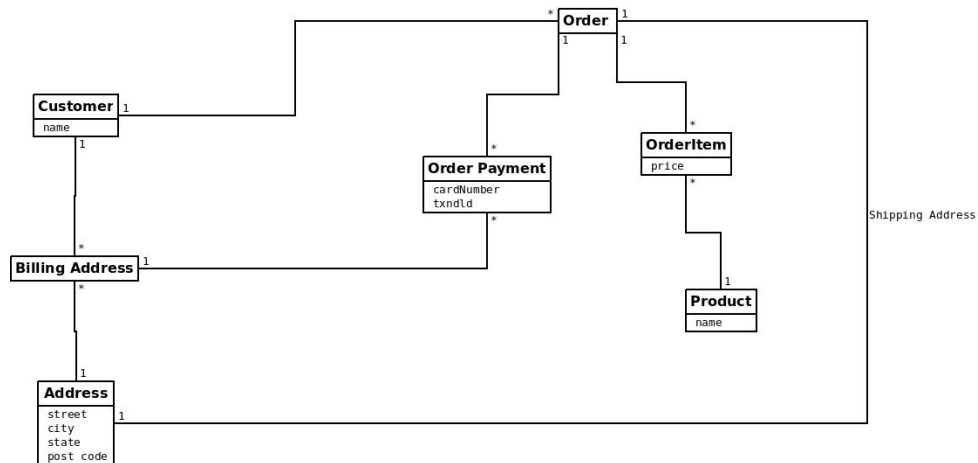 * Order 1
1 1
Customer 1
name
1
*
Order Payment
cardNumber
txndld
*
*
OrderItem
price
*
Shipping Address
*
Billing Address 1
*
1
Product
name
1
Address
street
city
state
post code
1